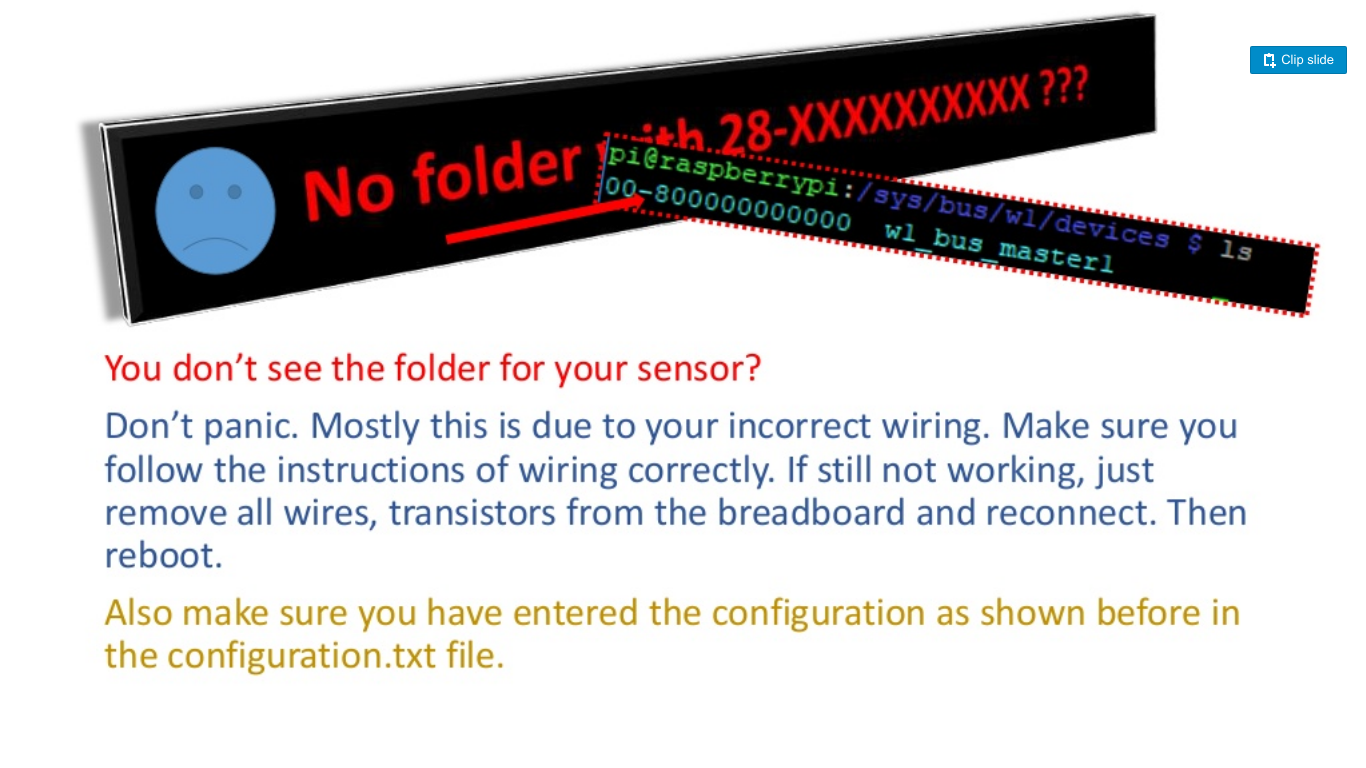 Clip slide
No folder with 28-XXXXXXXXXX ???
pi@raspberrypi:/sys/bus/w1/devices $ ls
00-800000000000 w1_bus_master1
You don't see the folder for your sensor?
Don't panic. Mostly this is due to your incorrect wiring. Make sure you
follow the instructions of wiring correctly. If still not working, just
remove all wires, transistors from the breadboard and reconnect. Then
reboot.
Also make sure you have entered the configuration as shown before in
the configuration.txt file.